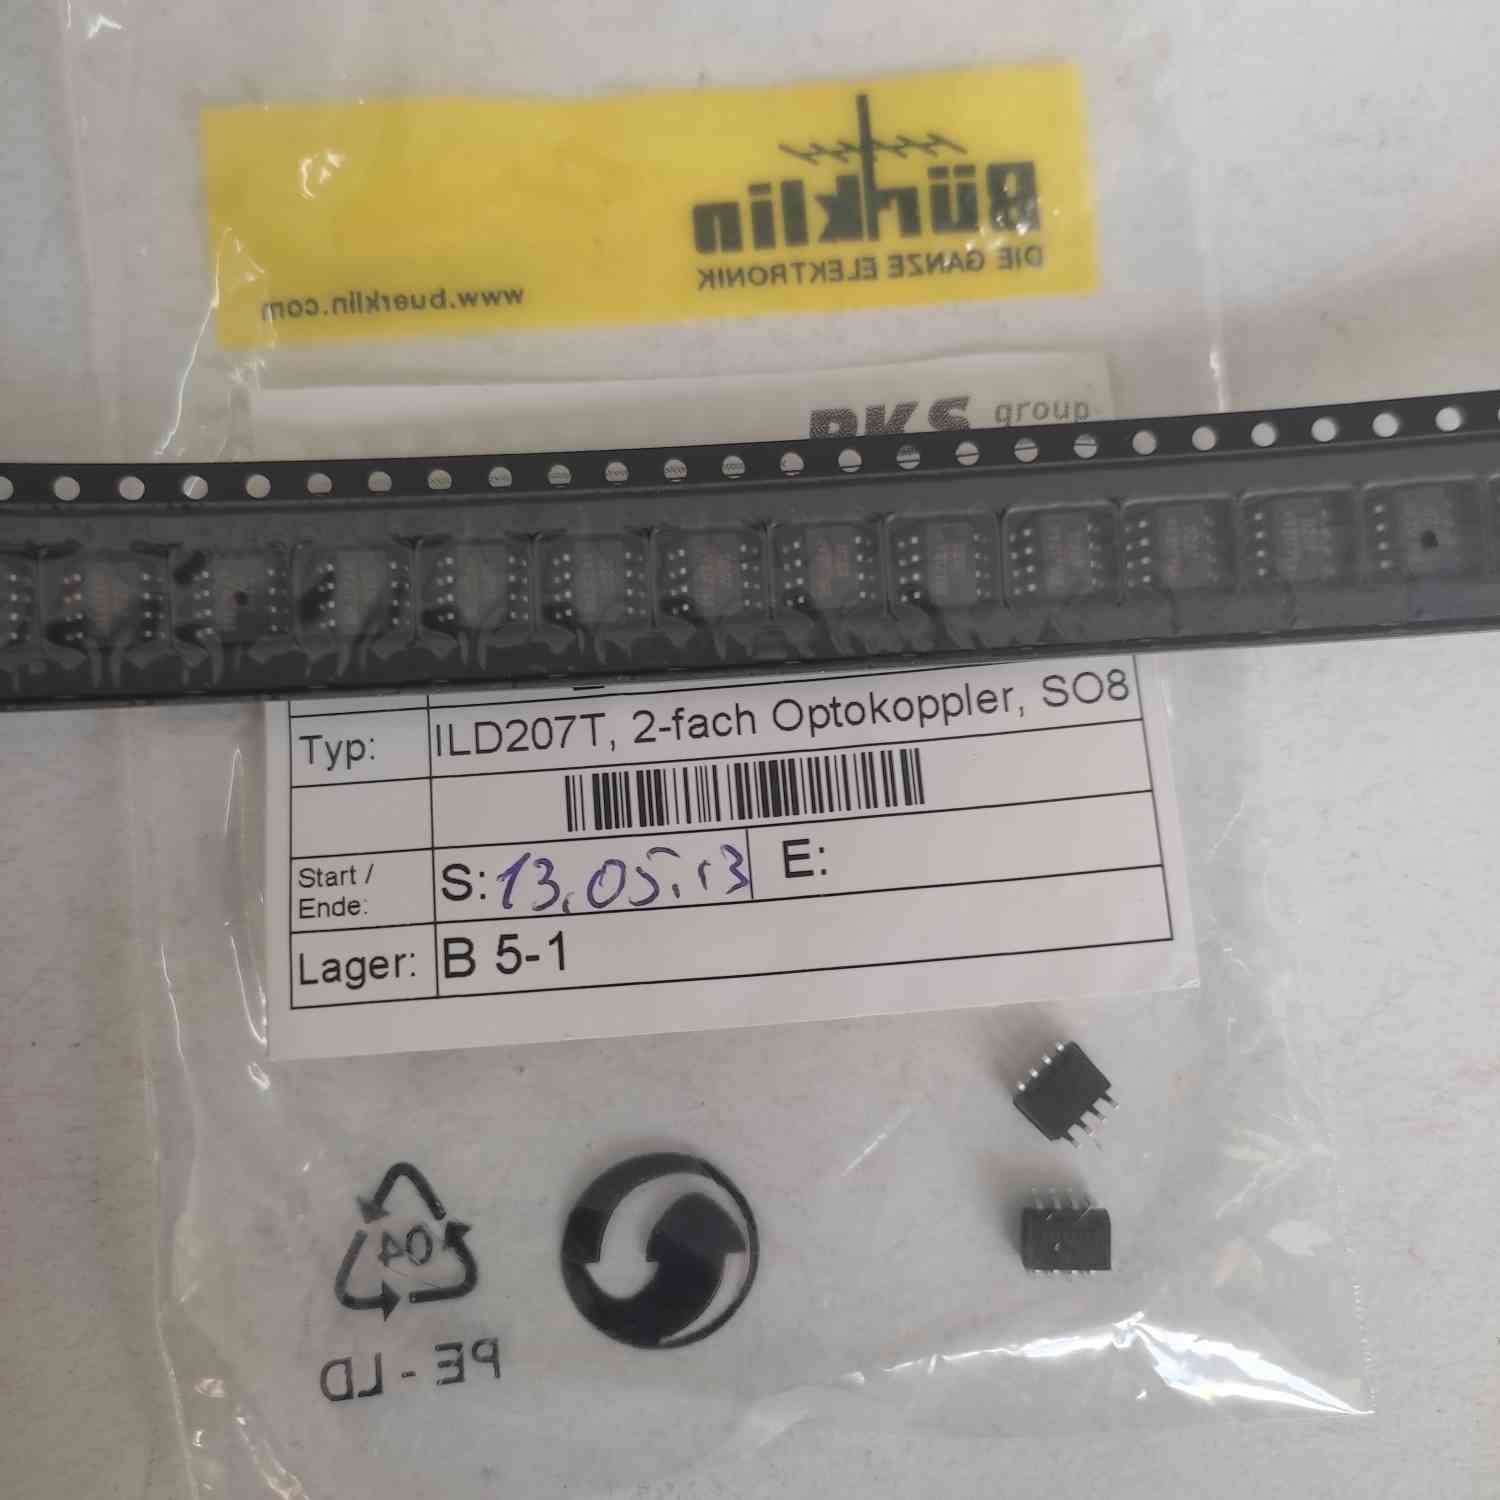 Bürklin
DIE GANZE ELEKTRONIK
www.buerklin.com
RKS group
Typ: ILD207T, 2-fach Optokoppler, SO8
Start / Ende: S: 13.05.13 E:
Lager: B 5-1
04
PE-LD